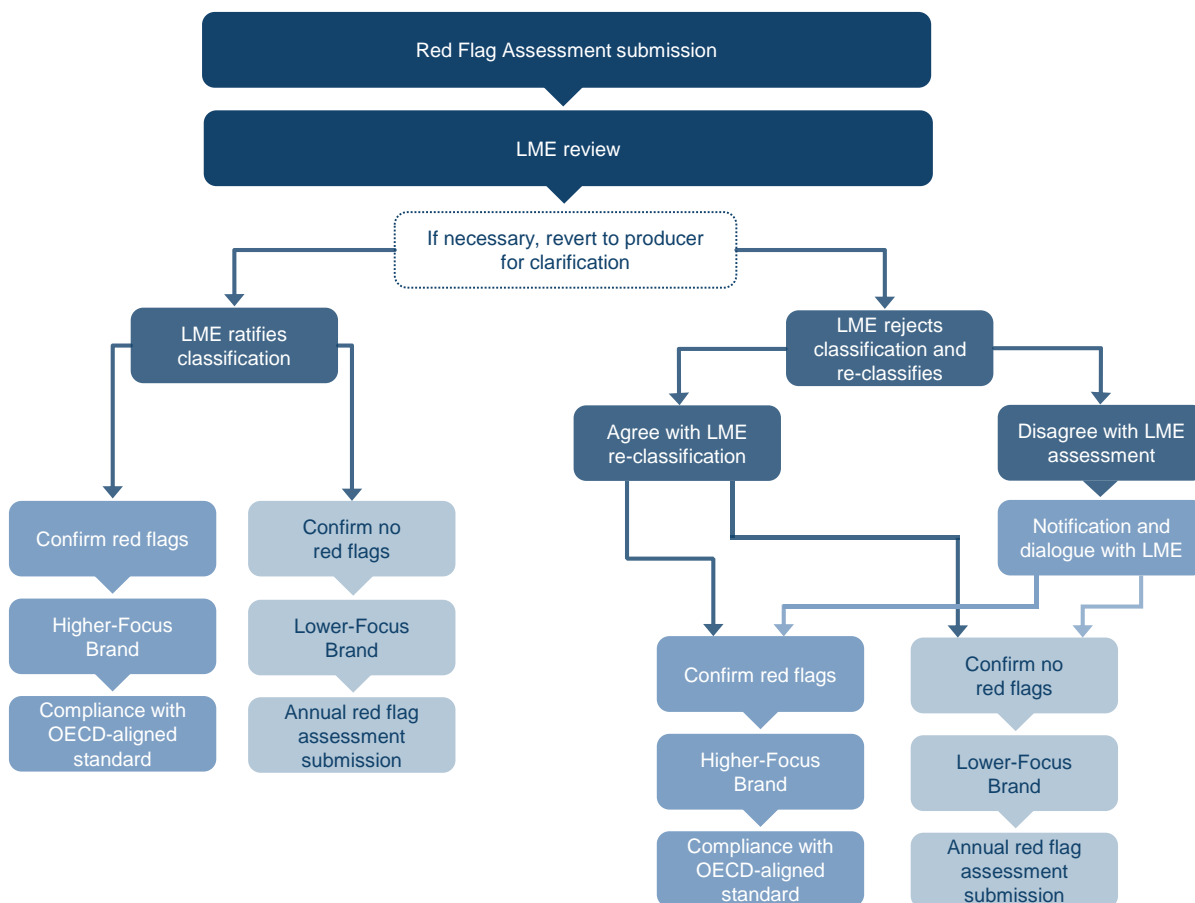 Red Flag Assessment submission
LME review
If necessary, revert to producer
for clarification
LME ratifies
classification
LME rejects
classification and
re-classifies
Agree with LME
re-classification
Disagree with LME
assessment
Confirm red flags
Confirm no
red flags
Notification and
dialogue with LME
Higher-Focus
Brand
Lower-Focus
Brand
Confirm red flags
Confirm no
red flags
Compliance with
OECD-aligned
standard
Annual red flag
assessment
submission
Higher-Focus
Brand
Lower-Focus
Brand
Compliance with
OECD-aligned
standard
Annual red flag
assessment
submission